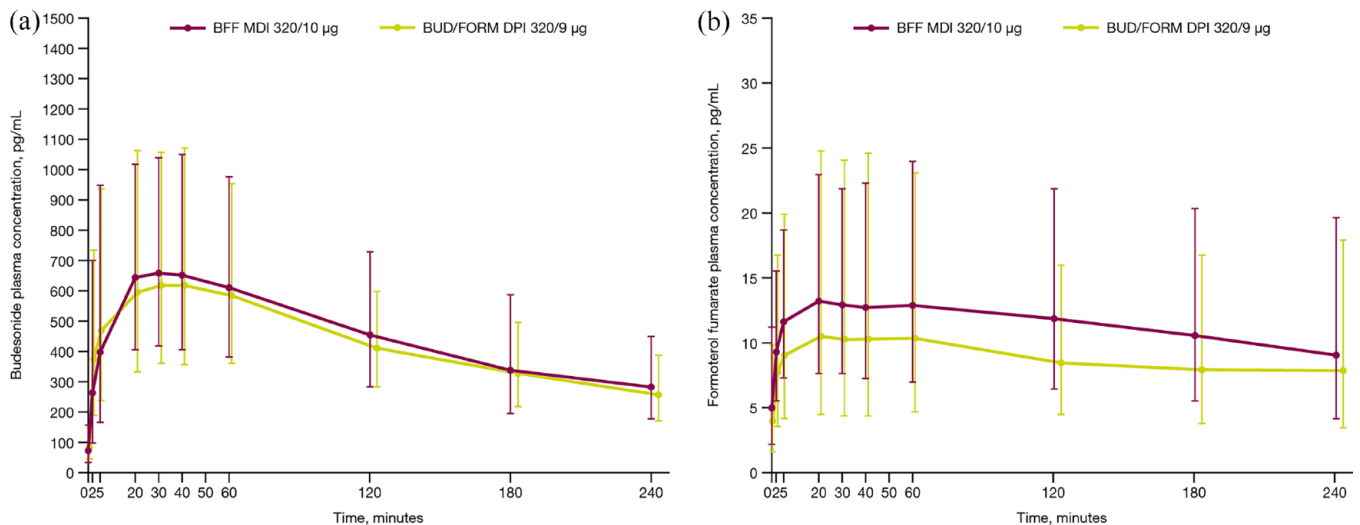 (a)
BFF MDI 320/10 µg
BUD/FORM DPI 320/9 µg
Budesonide plasma concentration, pg/mL
1500
1400
1300
1200
1100
1000
900
800
700
600
500
400
300
200
100
0
0 2 5 20 30 40 50 60 120 180 240
Time, minutes
(b)
BFF MDI 320/10 µg
BUD/FORM DPI 320/9 µg
Formoterol fumarate plasma concentration, pg/mL
35
30
25
20
15
10
5
0
0 2 5 20 30 40 50 60 120 180 240
Time, minutes